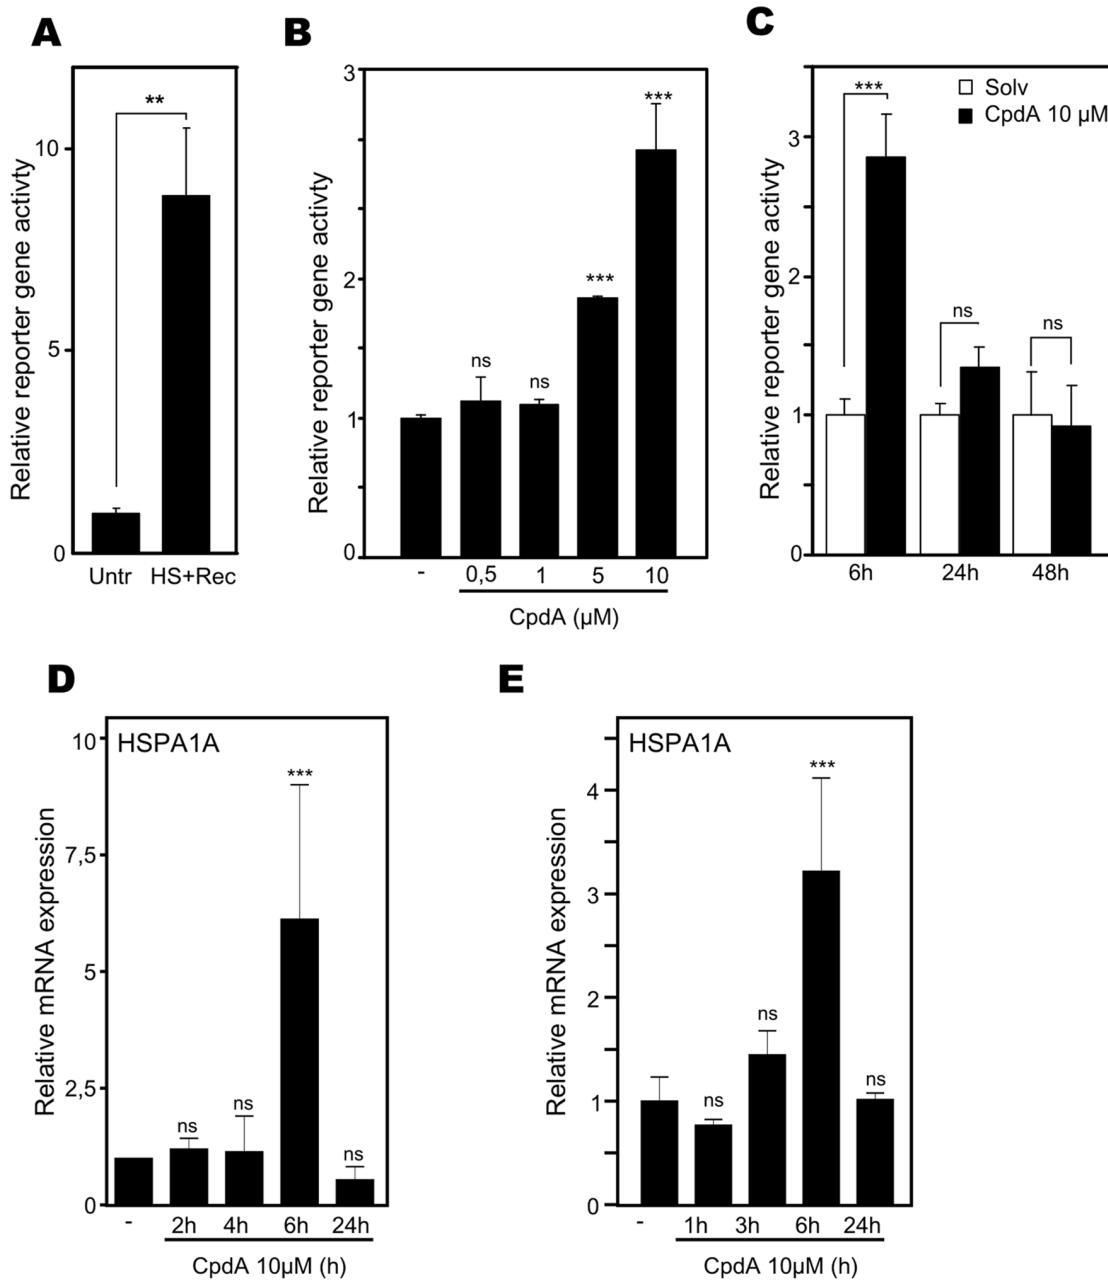 A
Relative reporter gene activty
10
5
0
**
Untr HS+Rec
B
Relative reporter gene activty
3
2
1
0
ns
ns
***
***
- 0,5 1 5 10
CpdA (µM)
C
Relative reporter gene activty
3
2
1
0
Solv
CpdA 10 µM
***
ns
ns
6h 24h 48h
D
HSPA1A
Relative mRNA expression
10
7,5
5
2,5
0
ns
ns
***
ns
- 2h 4h 6h 24h
CpdA 10µM (h)
E
HSPA1A
Relative mRNA expression
4
3
2
1
0
ns
ns
***
ns
- 1h 3h 6h 24h
CpdA 10µM (h)